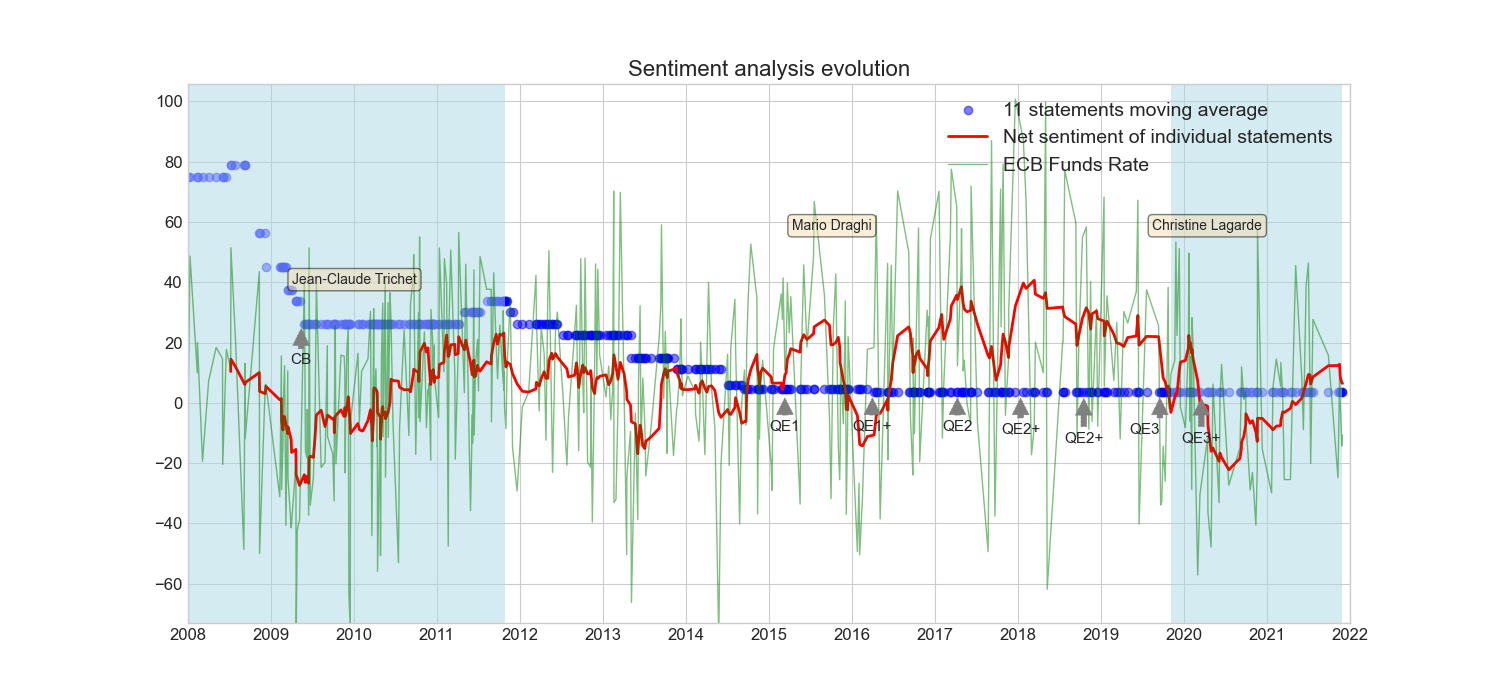 Sentiment analysis evolution
100
80
60
40
20
0
−20
−40
−60
11 statements moving average
Net sentiment of individual statements
ECB Funds Rate
Mario Draghi
Christine Lagarde
Jean-Claude Trichet
CB
QE1
QE1+
QE2
QE2+
QE2+
QE3
QE3+
2008 2009 2010 2011 2012 2013 2014 2015 2016 2017 2018 2019 2020 2021 2022